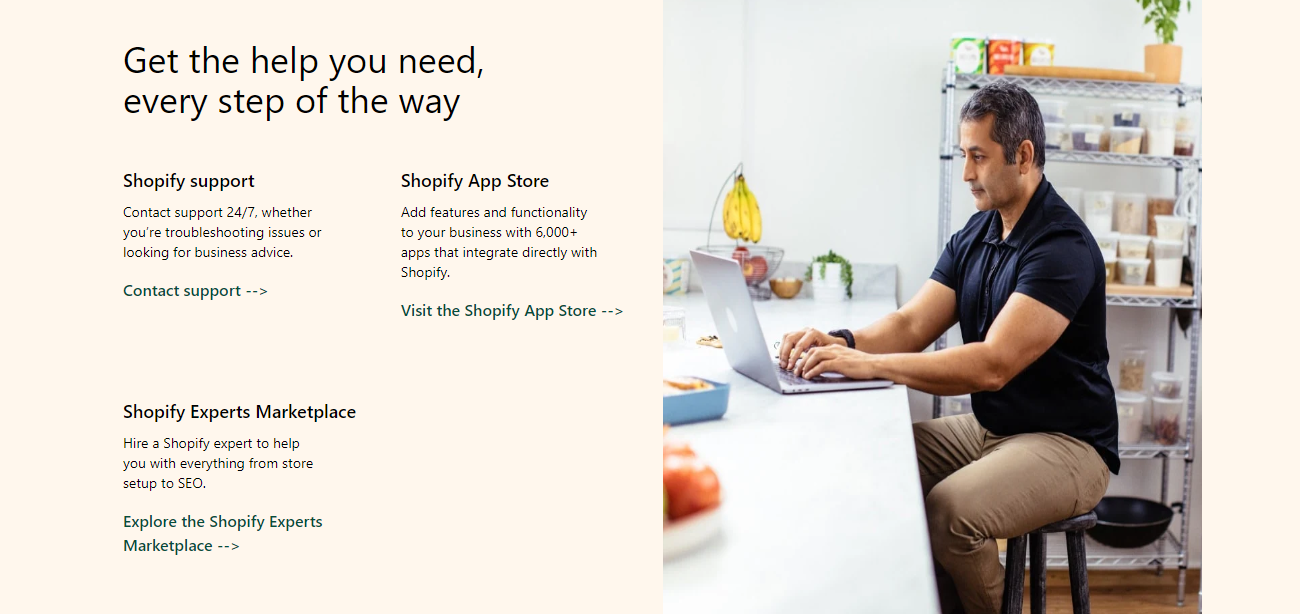 Get the help you need,
every step of the way
Shopify support
Contact support 24/7, whether
you’re troubleshooting issues or
looking for business advice.
Contact support -->
Shopify App Store
Add features and functionality
to your business with 6,000+
apps that integrate directly with
Shopify.
Visit the Shopify App Store -->
Shopify Experts Marketplace
Hire a Shopify expert to help
you with everything from store
setup to SEO.
Explore the Shopify Experts
Marketplace -->